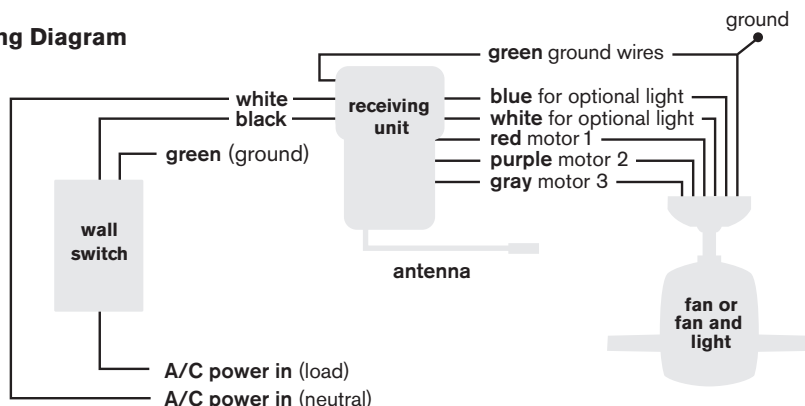 ng Diagram
ground
green ground wires
white
black
green (ground)
receiving
unit
blue for optional light
white for optional light
red motor 1
purple motor 2
gray motor 3
wall
switch
antenna
fan or
fan and
light
A/C power in (load)
A/C power in (neutral)